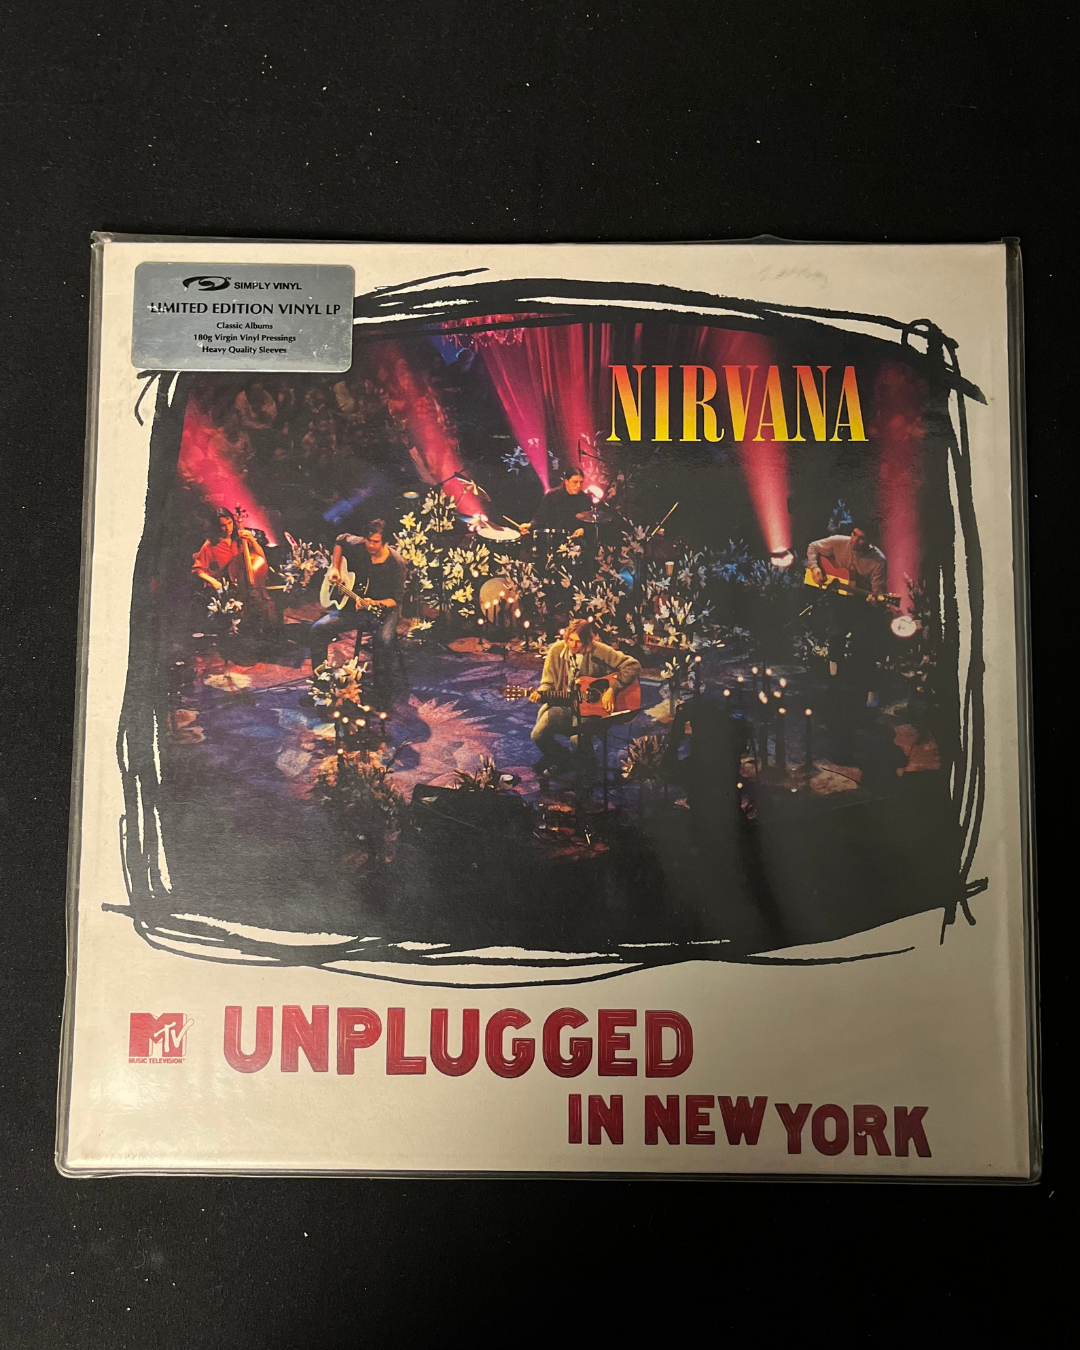 SIMPLY VINYL
LIMITED EDITION VINYL LP
Classic Albums
180g Virgin Vinyl Pressings
Heavy Quality Sleeves
NIRVANA
MTV
MUSIC TELEVISION
UNPLUGGED
IN NEW YORK